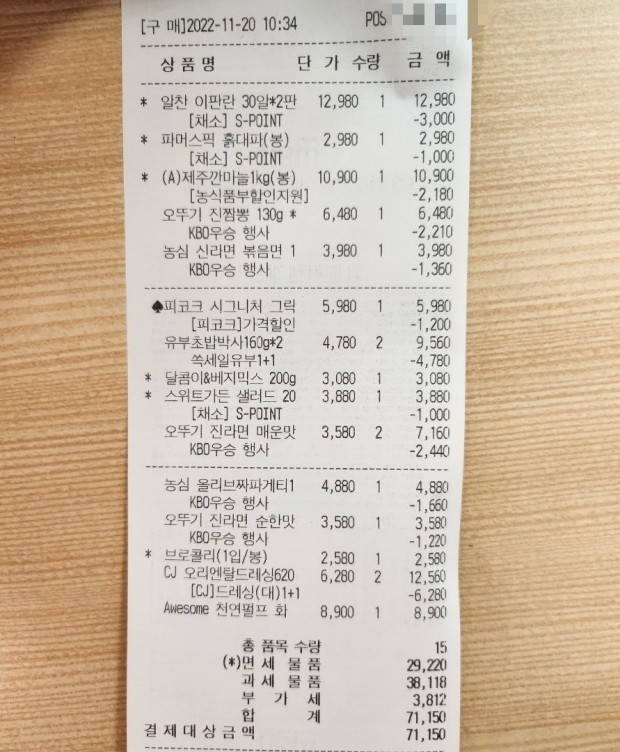 [구 매]2022-11-20 10:34 POS
상품명 단 가 수량 금 액
* 일찬 이판란 30일*2판 12,980 1 12,980
[채소] S-POINT -3,000
* 파머스픽 흙대파(봉) 2,980 1 2,980
[채소] S-POINT -1,000
* (A)제주깐마늘1kg(봉) 10,900 1 10,900
[농식품부할인지원] -2,180
오뚜기 진짬뽕 130g * 6,480 1 6,480
KBO우승 행사 -2,210
농심 신라면 볶음면 1 3,980 1 3,980
KBO우승 행사 -1,360
♠피코크 시그니처 그릭 5,980 1 5,980
[피코크]가격할인 -1,200
유부초밥박사160g*2 4,780 2 9,560
쓱세일유부1+1 -4,780
* 달콤이&베지믹스 200g 3,080 1 3,080
* 스위트가든 샐러드 20 3,880 1 3,880
[채소] S-POINT -1,000
오뚜기 진라면 매운맛 3,580 2 7,160
KBO우승 행사 -2,440
농심 올리브짜파게티1 4,880 1 4,880
KBO우승 행사 -1,660
오뚜기 진라면 순한맛 3,580 1 3,580
KBO우승 행사 -1,220
* 브로콜리(1입/봉) 2,580 1 2,580
CJ 오리엔탈드레싱620 6,280 2 12,560
[CJ]드레싱(대)1+1 -6,280
Awesome 천연펄프 화 8,900 1 8,900
총 품목 수량 15
(*)면 세 물 품 29,220
과 세 물 품 38,118
부 가 세 3,812
합 계 71,150
결제대상금액 71,150